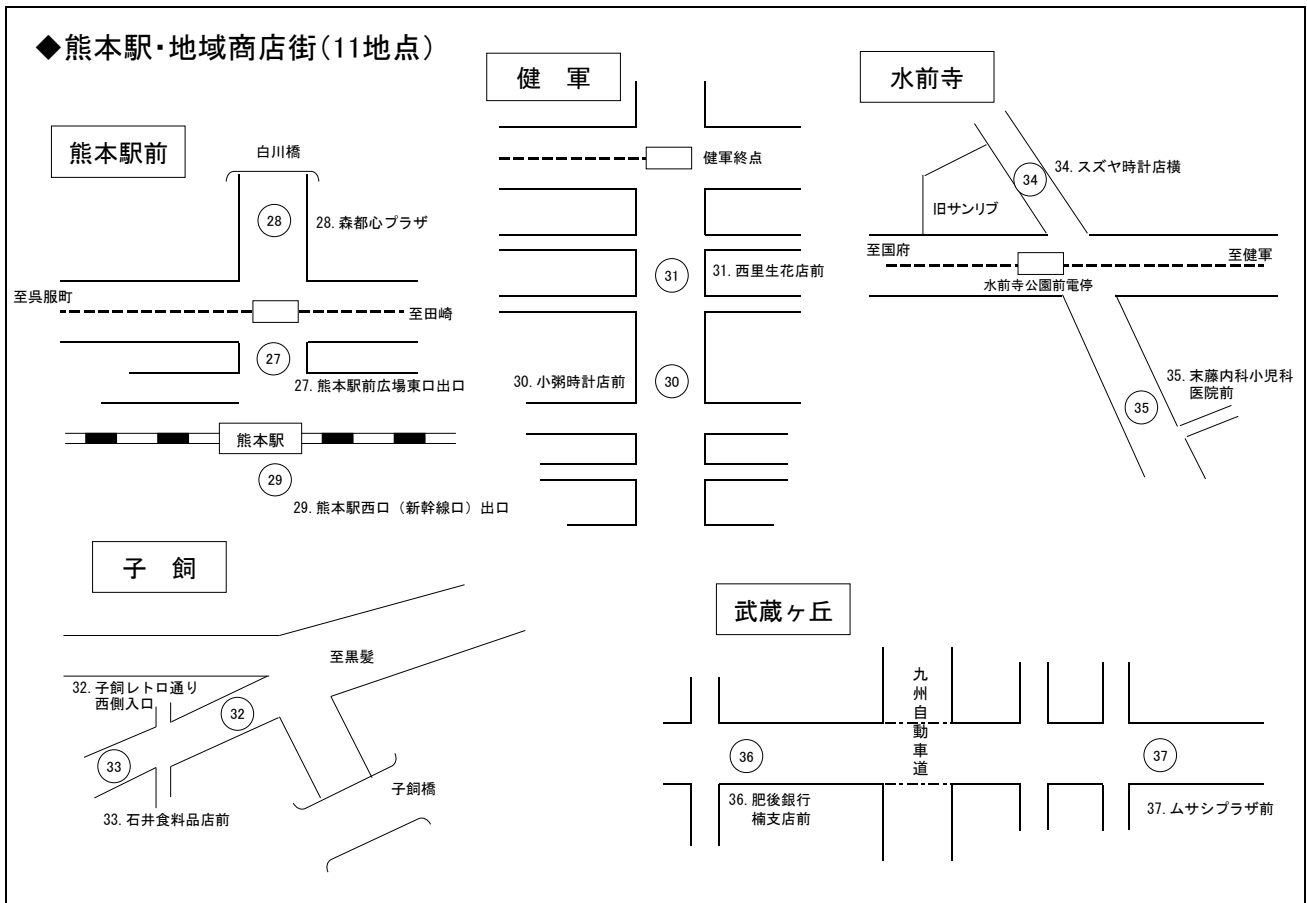 ◆熊本駅・地域商店街(11地点)
熊本駅前
白川橋
28
28. 森都心プラザ
至呉服町
至田崎
27
27. 熊本駅前広場東口出口
熊本駅
29
29. 熊本駅西口（新幹線口）出口
健　軍
健軍終点
31
31. 西里生花店前
30. 小粥時計店前
30
水前寺
34
34. スズヤ時計店横
旧サンリブ
至国府
至健軍
水前寺公園前電停
35. 末藤内科小児科
医院前
35
子　飼
至黒髪
32. 子飼レトロ通り
西側入口
32
33
33. 石井食料品店前
子飼橋
武蔵ヶ丘
九州自動車道
36
36. 肥後銀行
楠支店前
37
37. ムサシプラザ前